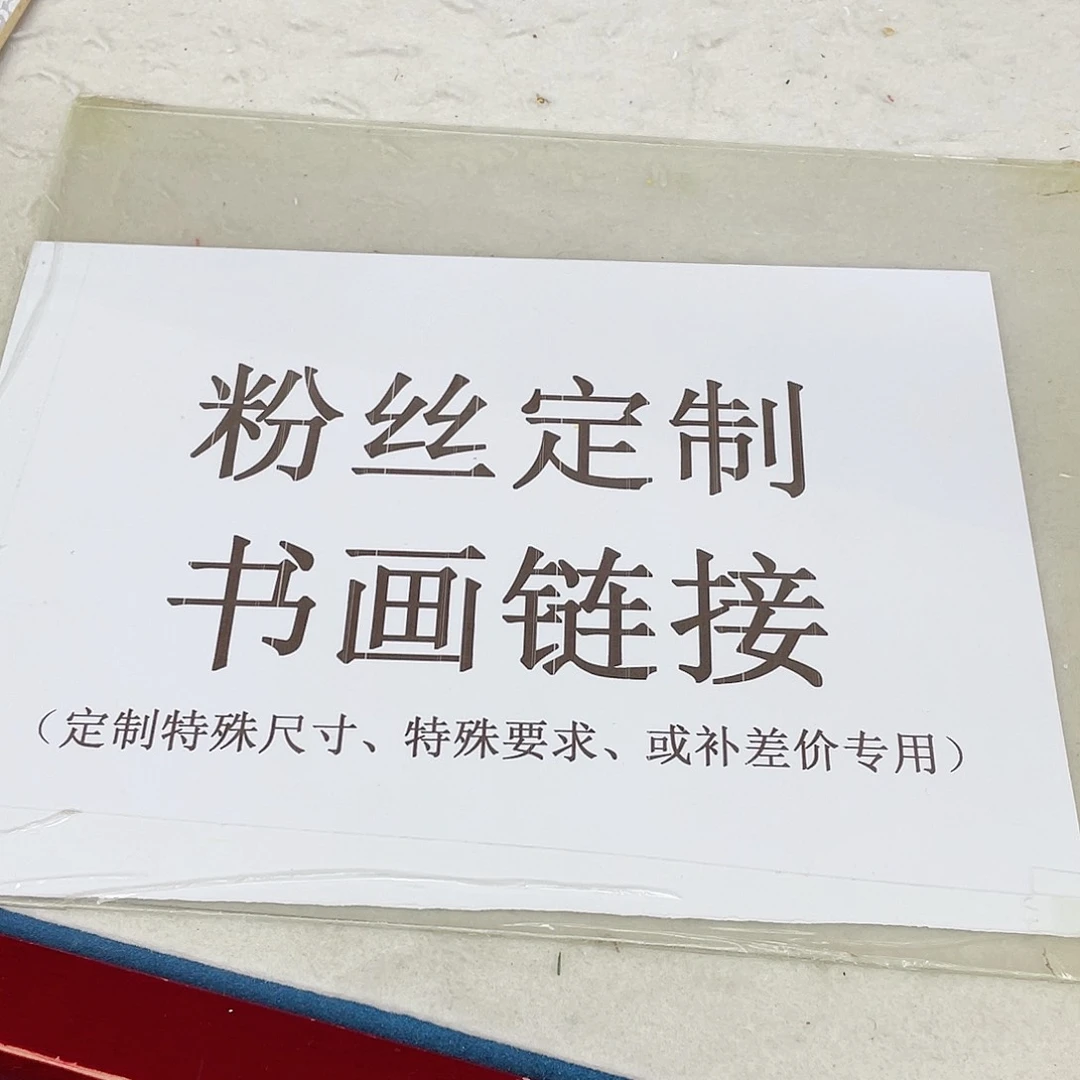 粉丝定制
书画链接
（定制特殊尺寸、特殊要求、或补差价专用）